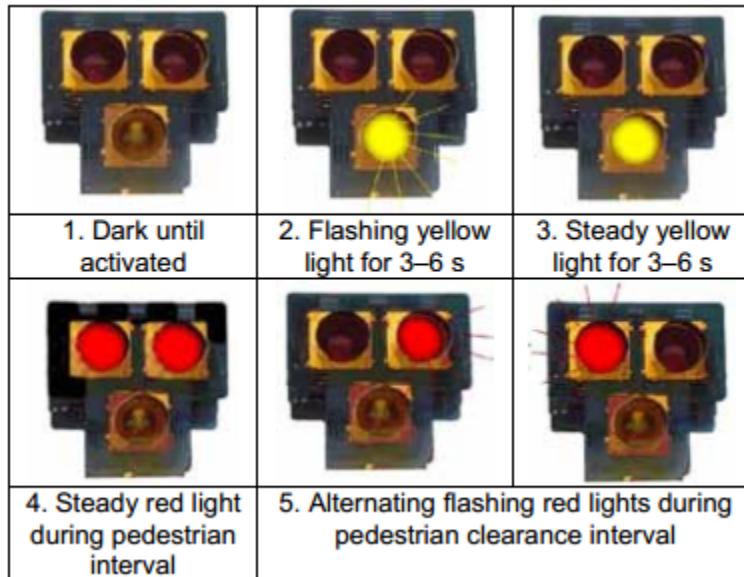 1. Dark until
activated
2. Flashing yellow
light for 3–6 s
3. Steady yellow
light for 3–6 s
4. Steady red light
during pedestrian
interval
5. Alternating flashing red lights during
pedestrian clearance interval